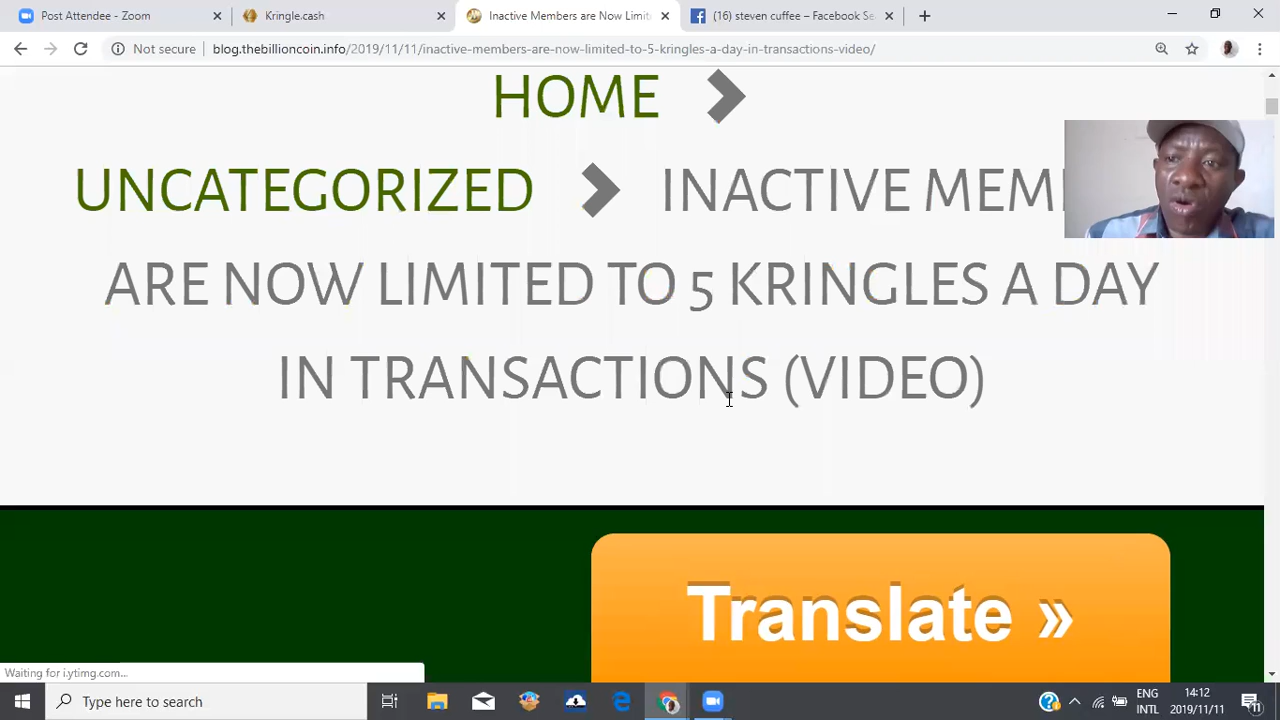 Post Attendee - Zoom
Kringle.cash
Inactive Members are Now Limit
(16) steven cuffee – Facebook Se
Not secure
blog.thebillioncoin.info/2019/11/11/inactive-members-are-now-limited-to-5-kringles-a-day-in-transactions-video/
HOME
UNCATEGORIZED INACTIVE MEM
ARE NOW LIMITED TO 5 KRINGLES A DAY
IN TRANSACTIONS (VIDEO)
Translate »
Waiting for i.ytimg.com...
Type here to search
ENG
INTL
14:12
2019/11/11
11